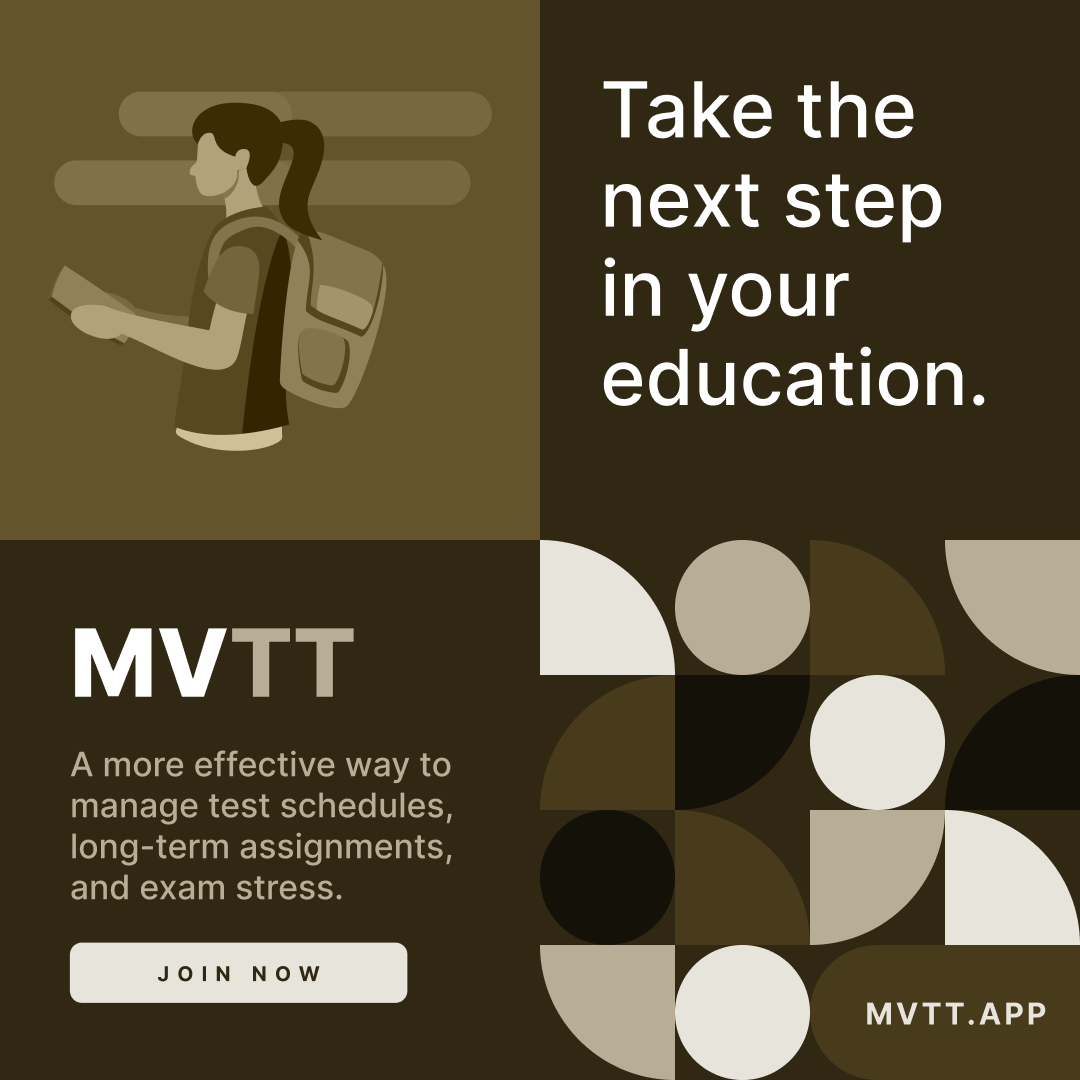 Take the
next step
in your
education.
MVTT
A more effective way to
manage test schedules,
long-term assignments,
and exam stress.
JOIN NOW
MVTT.APP